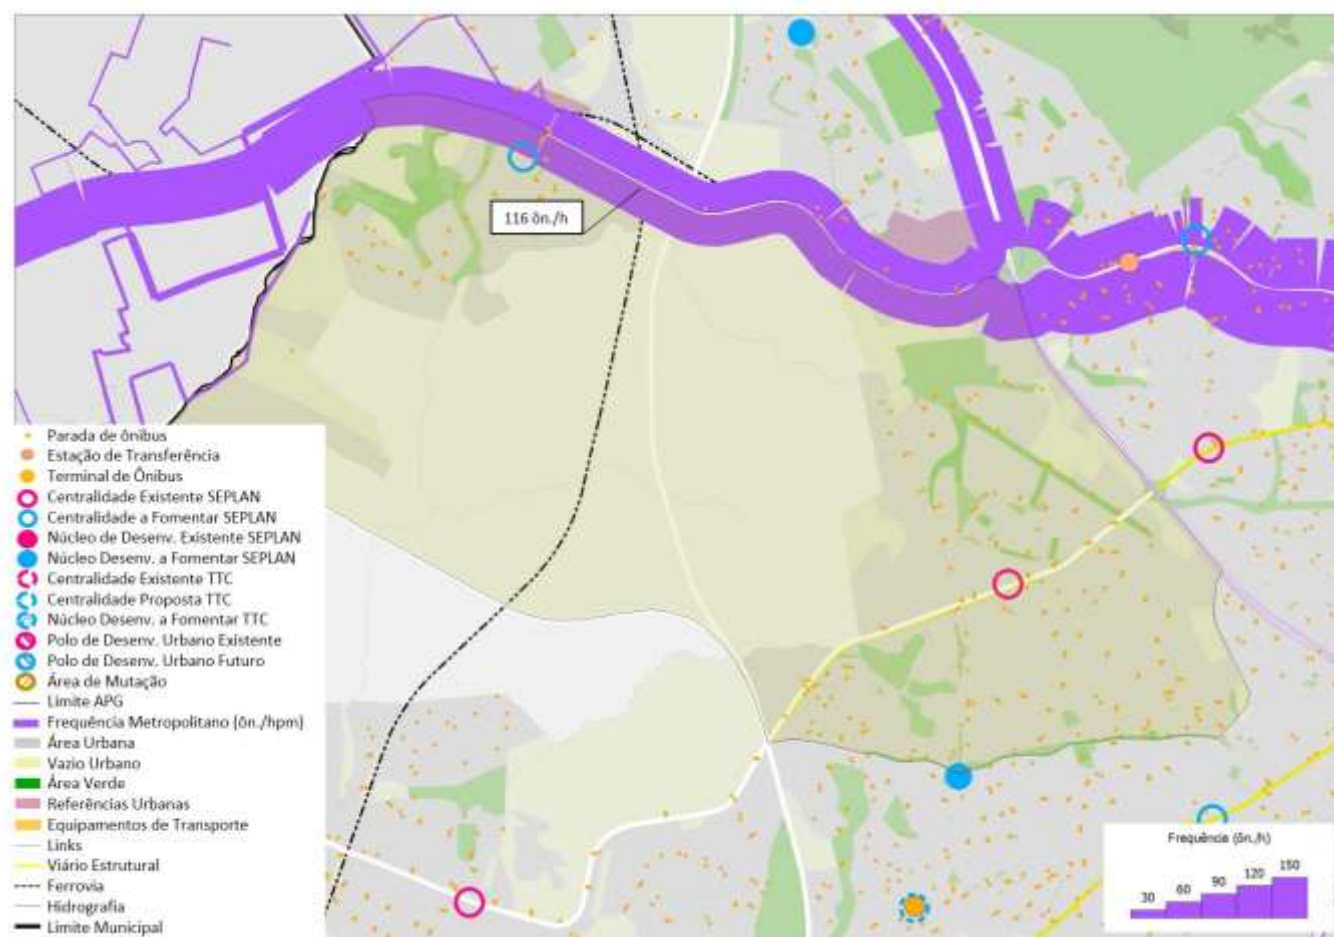 116 ôn./h
Parada de ônibus
Estação de Transferência
Terminal de Ônibus
Centralidade Existente SEPLAN
Centralidade a Fomentar SEPLAN
Núcleo de Desenv. Existente SEPLAN
Núcleo Desenv. a Fomentar SEPLAN
Centralidade Existente TTC
Centralidade Proposta TTC
Núcleo Desenv. a Fomentar TTC
Polo de Desenv. Urbano Existente
Polo de Desenv. Urbano Futuro
Área de Mutação
Limite APG
Frequência Metropolitano (ôn./hpm)
Área Urbana
Vazio Urbano
Área Verde
Referências Urbanas
Equipamentos de Transporte
Links
Viário Estrutural
Ferrovia
Hidrografia
Limite Municipal
Frequência (ôn./h)
30 60 90 120 150